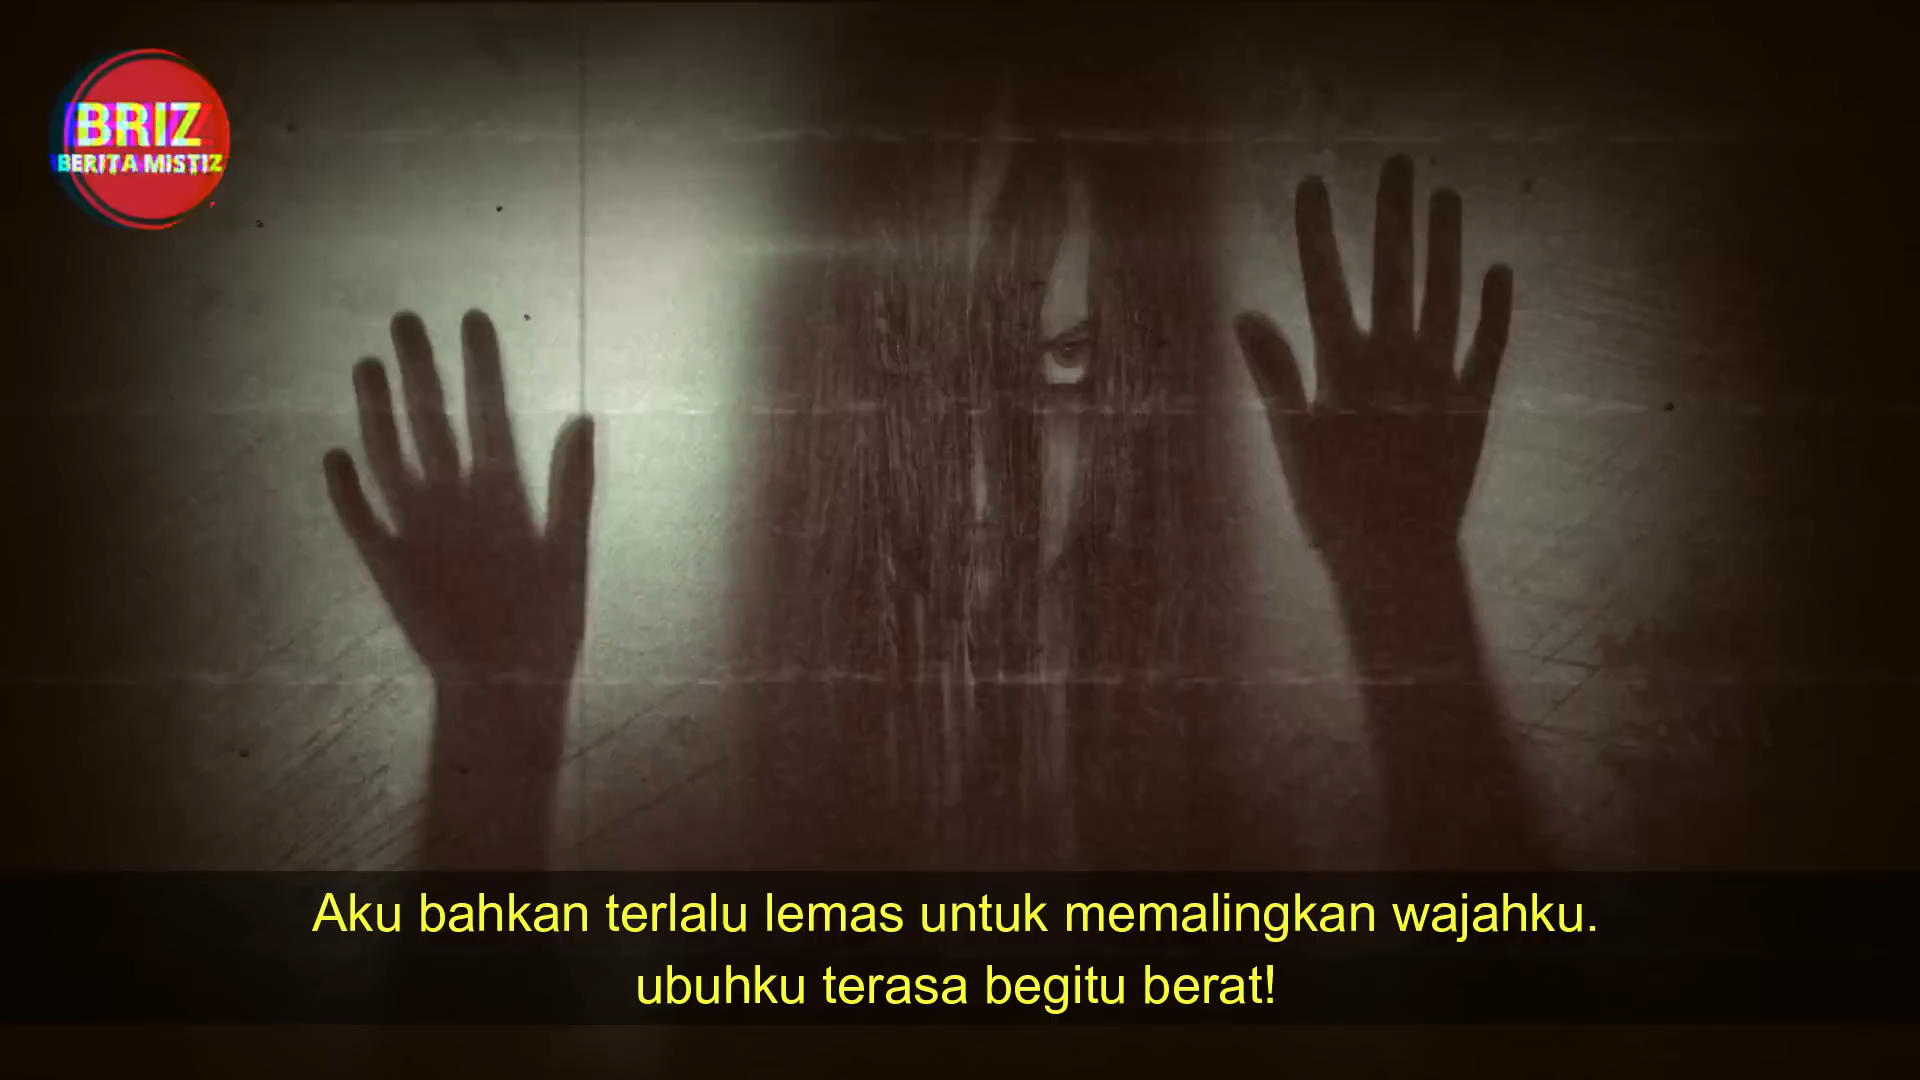 BRIZ
BERITA MISTIZ
Aku bahkan terlalu lemas untuk memalingkan wajahku.
ubuhku terasa begitu berat!